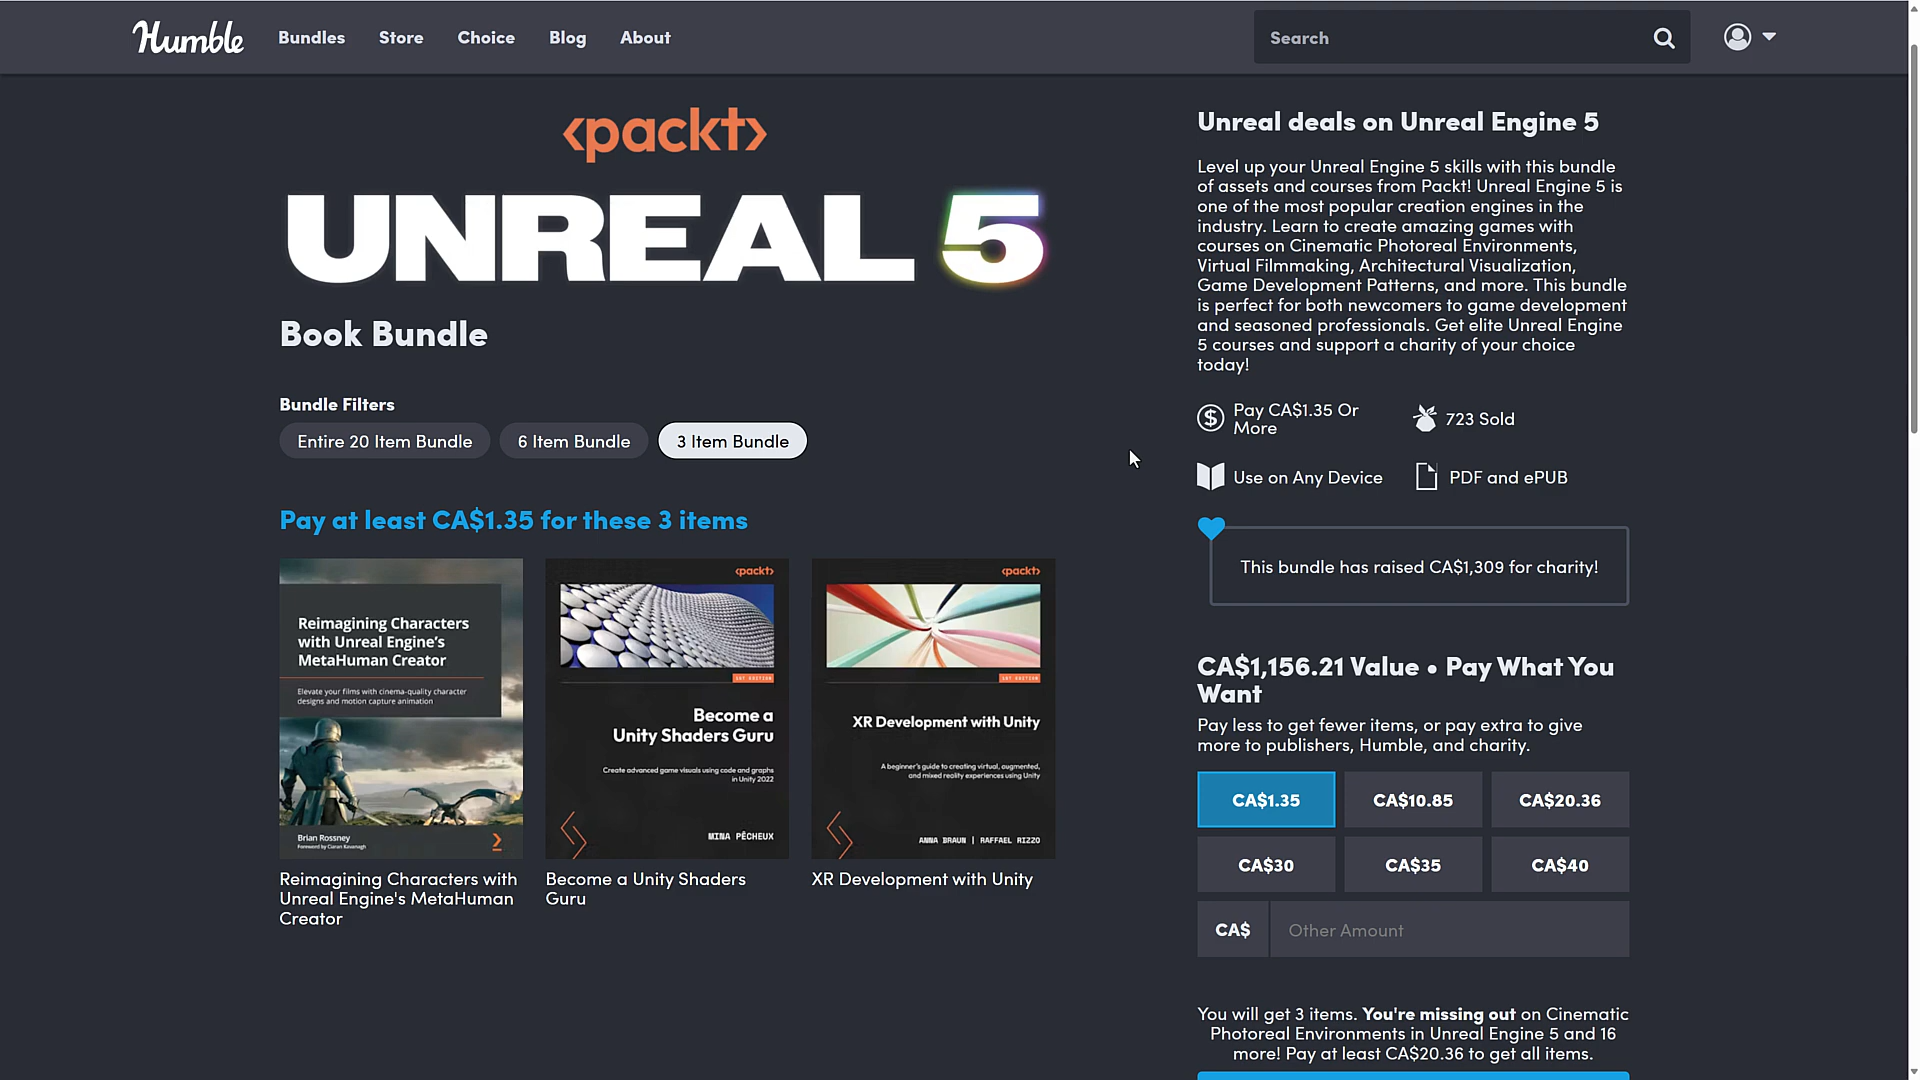 Humble
Bundles
Store
Choice
Blog
About
Search
<packt>
UNREAL 5
Book Bundle
Bundle Filters
Entire 20 Item Bundle
6 Item Bundle
3 Item Bundle
Pay at least CA$1.35 for these 3 items
Reimagining Characters
with Unreal Engine's
MetaHuman Creator
Elevate your films with cinema-quality character
designs and motion capture animation
Brian Rossney
Foreword by Ciaran Kavanagh
Reimagining Characters with
Unreal Engine's MetaHuman
Creator
<packt>
1ST EDITION
Become a
Unity Shaders Guru
Create advanced game visuals using code and graphs
in Unity 2022
MINA PÊCHEUX
Become a Unity Shaders
Guru
<packt>
1ST EDITION
XR Development with Unity
A beginner's guide to creating virtual, augmented,
and mixed reality experiences using Unity
ANNA BRAUN | RAFFAEL RIZZO
XR Development with Unity
Unreal deals on Unreal Engine 5
Level up your Unreal Engine 5 skills with this bundle
of assets and courses from Packt! Unreal Engine 5 is
one of the most popular creation engines in the
industry. Learn to create amazing games with
courses on Cinematic Photoreal Environments,
Virtual Filmmaking, Architectural Visualization,
Game Development Patterns, and more. This bundle
is perfect for both newcomers to game development
and seasoned professionals. Get elite Unreal Engine
5 courses and support a charity of your choice
today!
Pay CA$1.35 Or
More
723 Sold
Use on Any Device
PDF and ePUB
This bundle has raised CA$1,309 for charity!
CA$1,156.21 Value • Pay What You
Want
Pay less to get fewer items, or pay extra to give
more to publishers, Humble, and charity.
CA$1.35
CA$10.85
CA$20.36
CA$30
CA$35
CA$40
CA$
Other Amount
You will get 3 items. You're missing out on Cinematic
Photoreal Environments in Unreal Engine 5 and 16
more! Pay at least CA$20.36 to get all items.